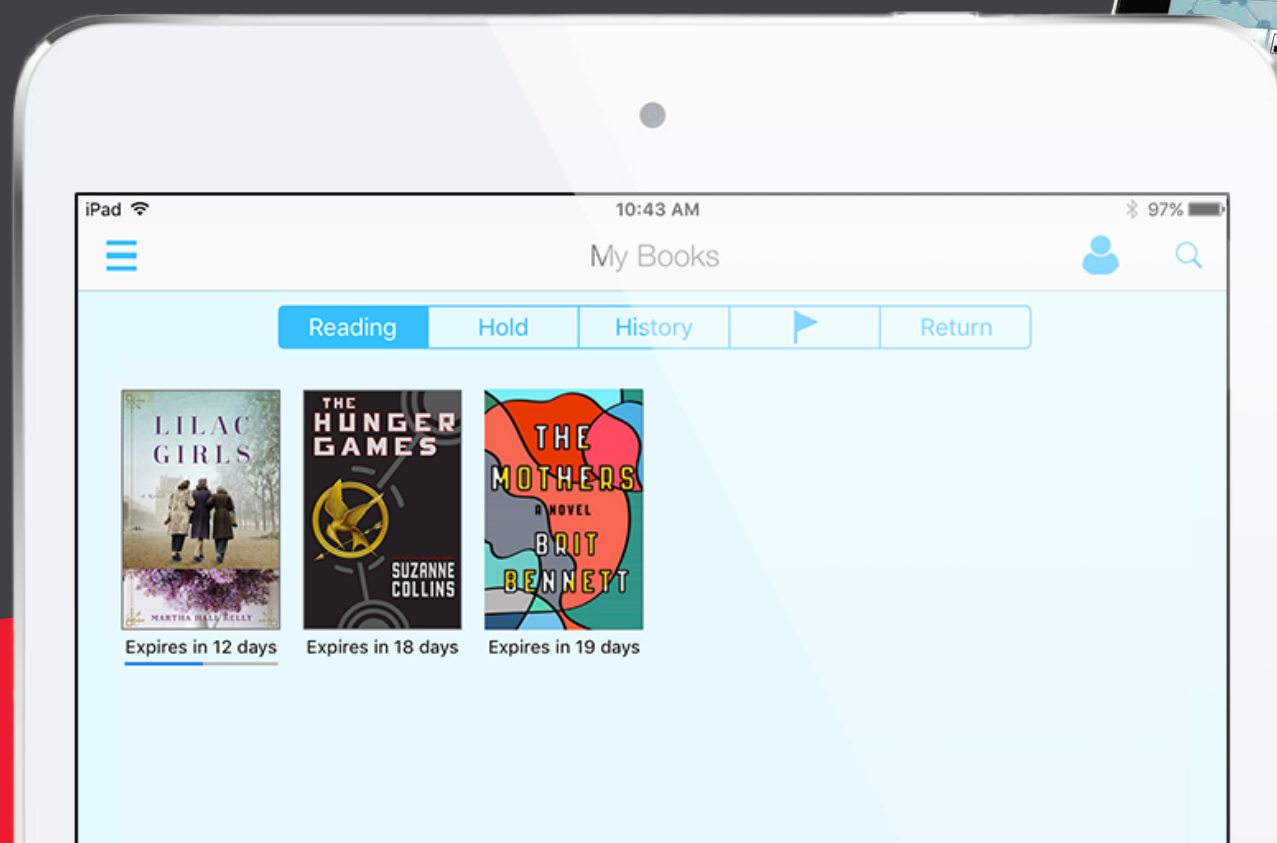 iPad
10:43 AM
97%
My Books
Reading
Hold
History
Return
LILAC
GIRLS
MARTHA HALL KELLY
Expires in 12 days
THE
HUNGER
GAMES
SUZANNE
COLLINS
Expires in 18 days
THE
MOTHERS
A NOVEL
BRIT
BENNETT
Expires in 19 days